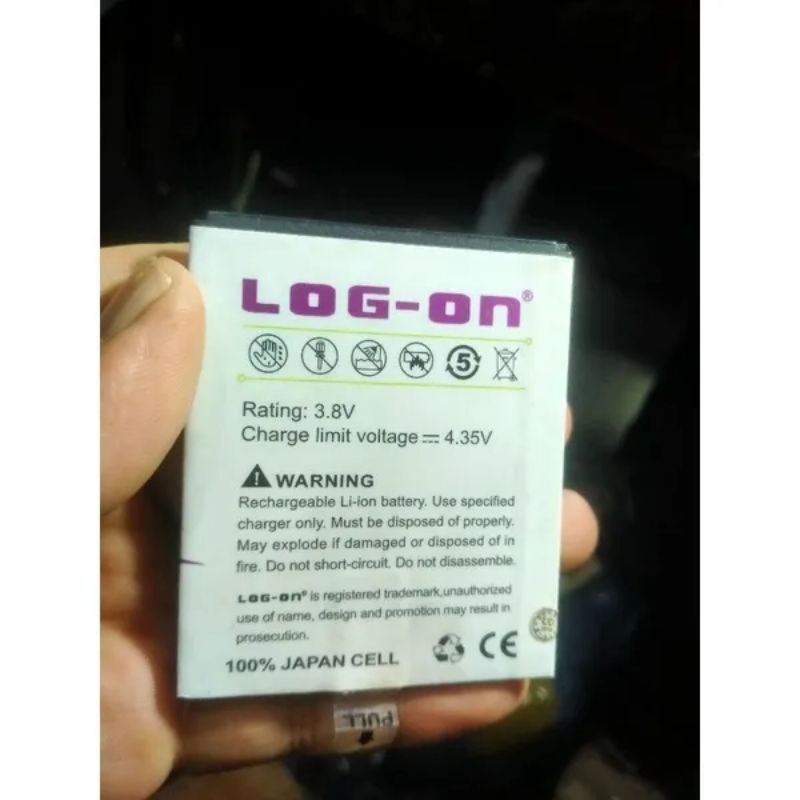 LOG-On®
5
Rating: 3.8V
Charge limit voltage ⎓ 4.35V
WARNING
Rechargeable Li-ion battery. Use specified
charger only. Must be disposed of properly.
May explode if damaged or disposed in
fire. Do not short-circuit. Do not disassemble.
LOG-On® is registered trademark,unauthorized
use of name, design and promotion may result in
prosecution.
100% JAPAN CELL
CE
PULL